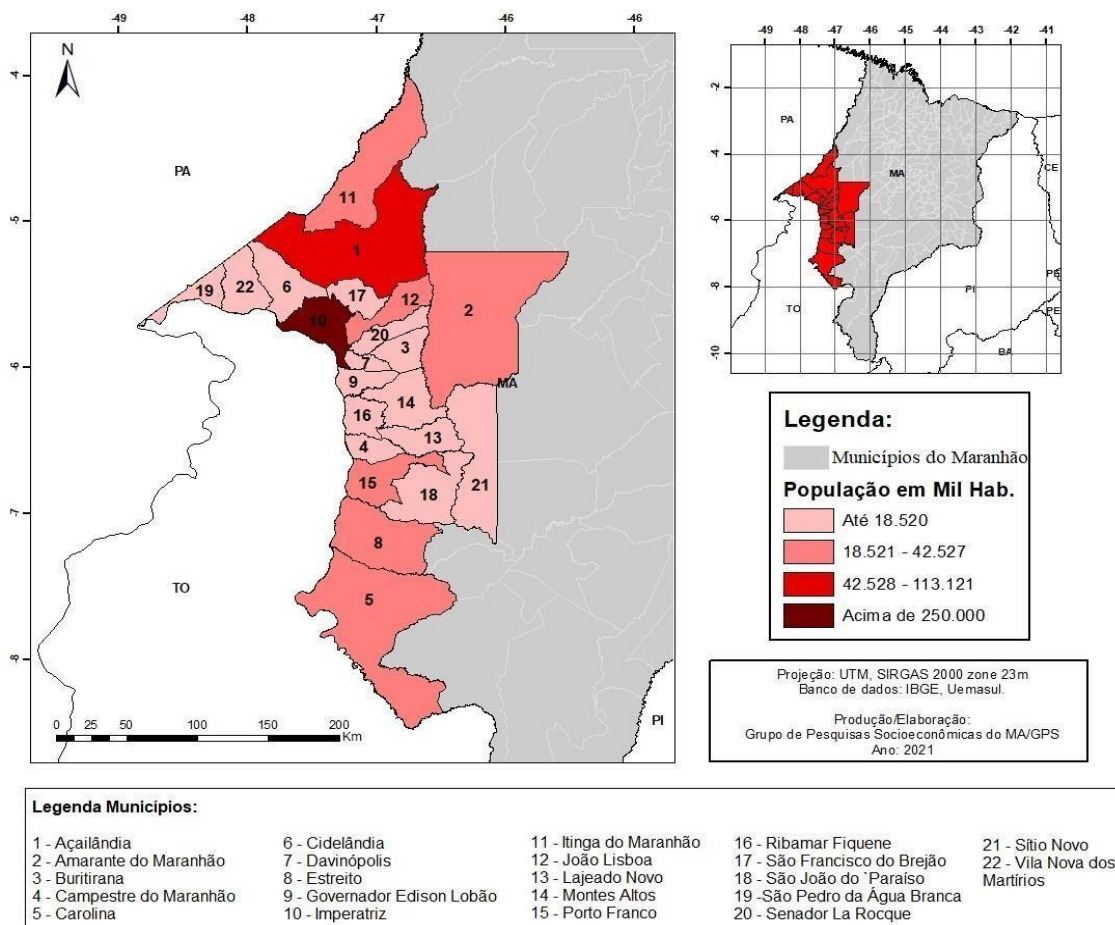 -49 -48 -47 -46 -46
N
-4
-5
-6
-7
-8
PA
11
1
19
22
6
17
12
10
2
20
3
7
MA
9
14
16
13
4
15
21
18
8
TO
5
PI
0 25 50 100 150 200
Km
-49 -48 -47 -46 -45 -44 -43 -42 -41
-2
-4
-6
-8
-10
PA
CE
MA
PE
TO
PI
PE
BA
Legenda:
Municípios do Maranhão
População em Mil Hab.
Até 18.520
18.521 - 42.527
42.528 - 113.121
Acima de 250.000
Projeção: UTM, SIRGAS 2000 zone 23m
Banco de dados: IBGE, Uemasul.
Produção/Elaboração:
Grupo de Pesquisas Socioeconômicas do MA/GPS
Ano: 2021
Legenda Municípios:
1 - Açailândia
2 - Amarante do Maranhão
3 - Buritirana
4 - Campestre do Maranhão
5 - Carolina
6 - Cidelândia
7 - Davinópolis
8 - Estreito
9 - Governador Edison Lobão
10 - Imperatriz
11 - Itinga do Maranhão
12 - João Lisboa
13 - Lajeado Novo
14 - Montes Altos
15 - Porto Franco
16 - Ribamar Fiquene
17 - São Francisco do Brejão
18 - São João do `Paraíso
19 -São Pedro da Água Branca
20 - Senador La Rocque
21 - Sítio Novo
22 - Vila Nova dos
Martírios